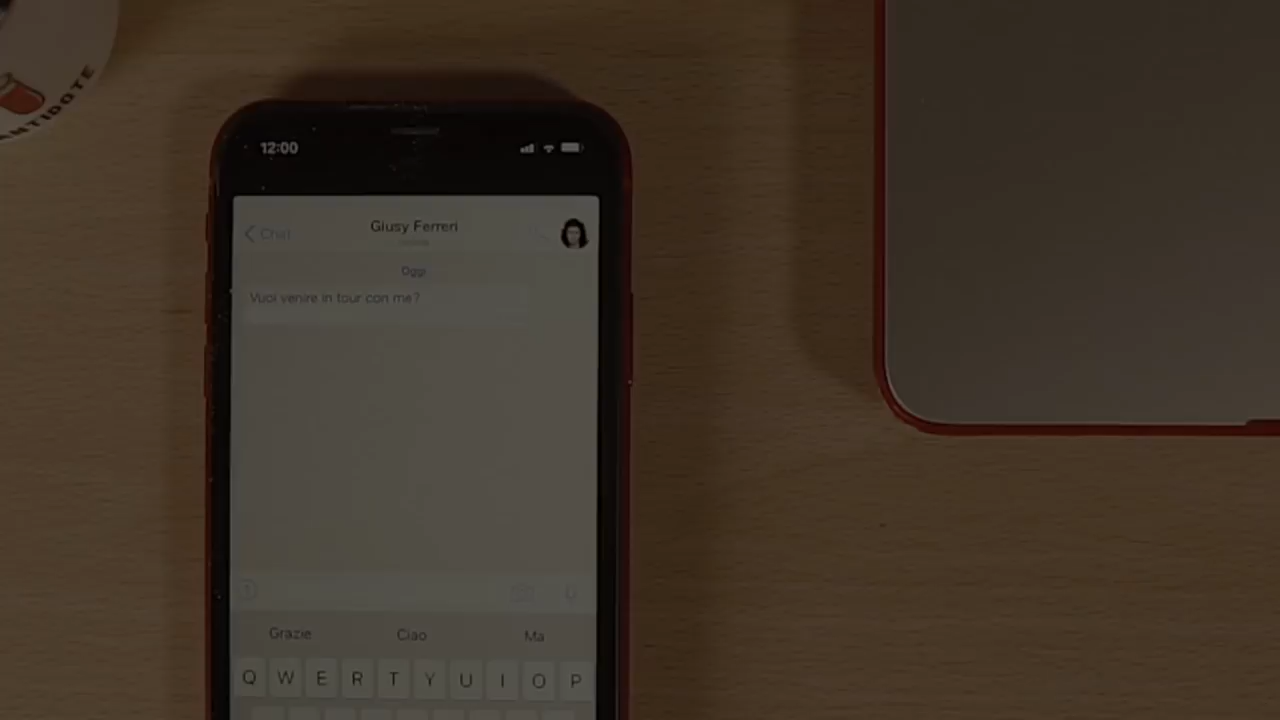 ANTIDOTE
12:00
Chat
Giusy Ferreri
Oggi
Vuoi venire in tour con me?
Grazie
Ciao
Ma
Q W E R T Y U I O P